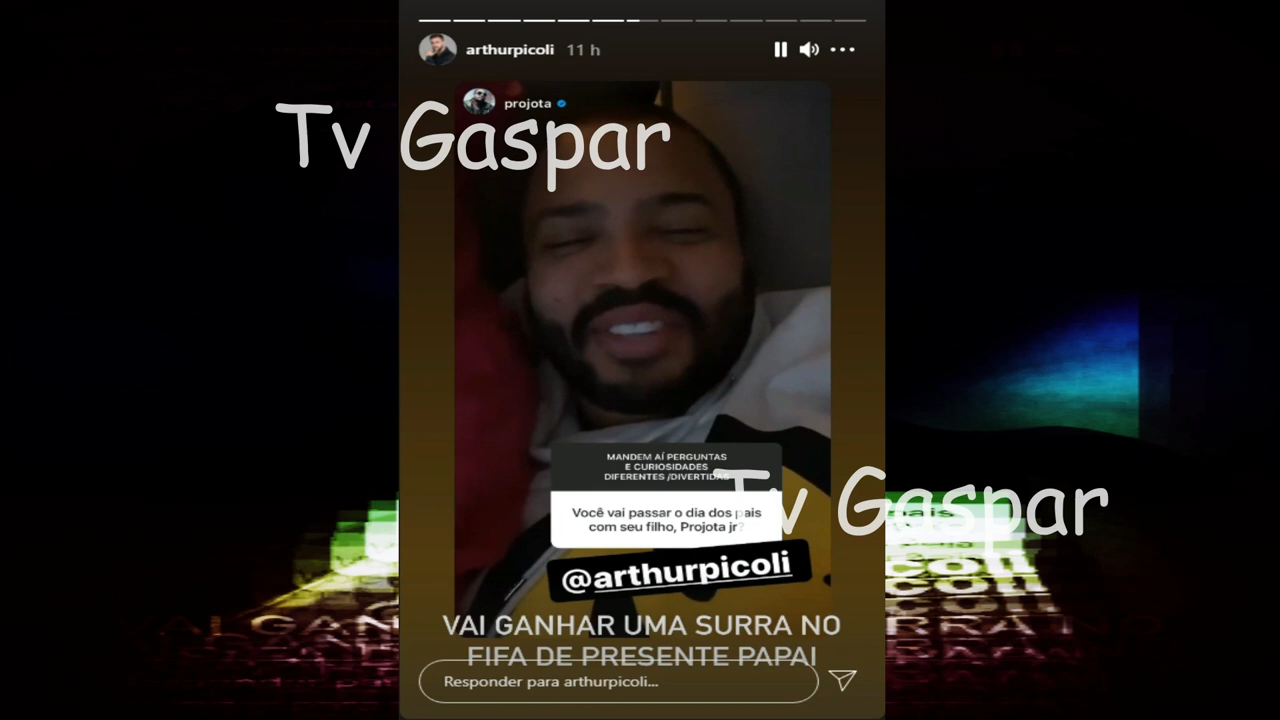 arthurpicoli 11 h
projota
Tv Gaspar
MANDEM AÍ PERGUNTAS
E CURIOSIDADES
DIFERENTES /DIVERTIDAS
Você vai passar o dia dos pais
com seu filho, Projota jr?
Tv Gaspar
@arthurpicoli
VAI GANHAR UMA SURRA NO
FIFA DE PRESENTE PAPAI
Responder para arthurpicoli...